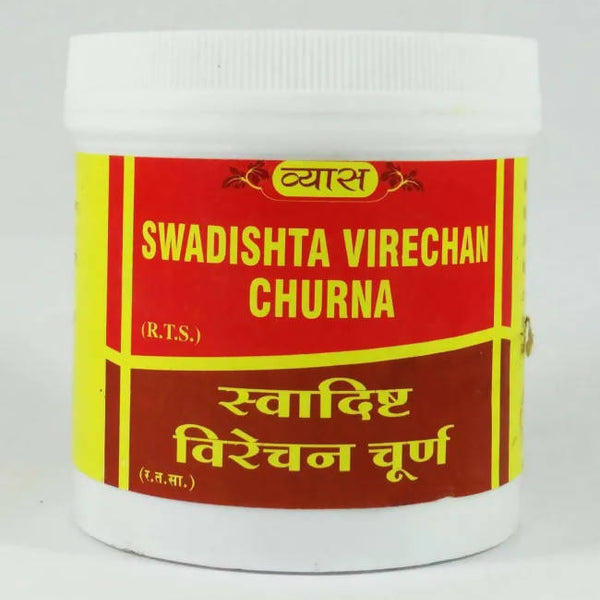 व्यास
SWADISHTA VIRECHAN
CHURNA
(R.T.S.)
स्वादिष्ट
विरेचन चूर्ण
(र.त.सा.)